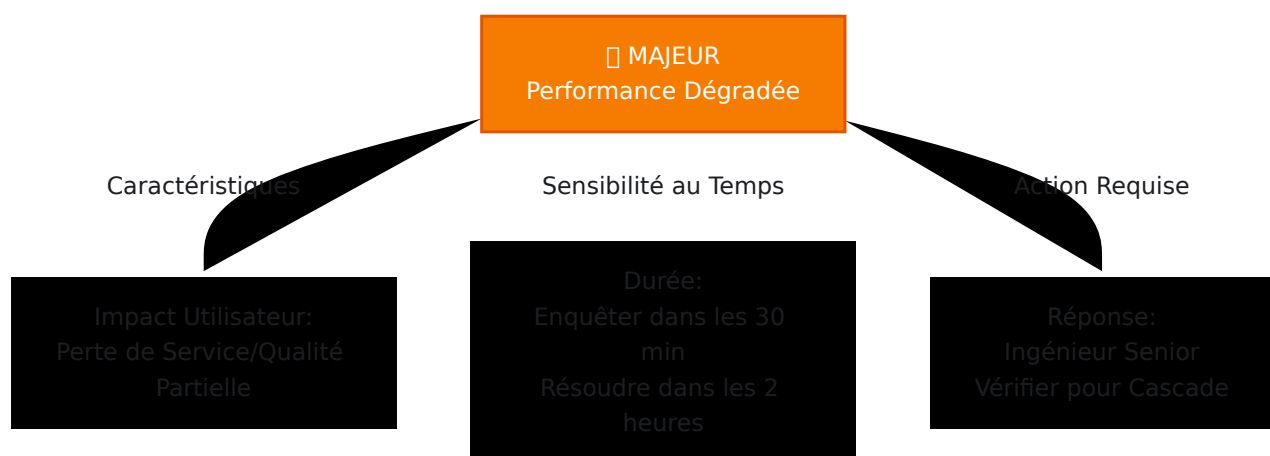 MAJEUR
Performance Dégradée
Caractéristiques
Sensibilité au Temps
Action Requise
Impact Utilisateur:
Perte de Service/Qualité
Partielle
Durée:
Enquêter dans les 30
min
Résoudre dans les 2
heures
Réponse:
Ingénieur Senior
Vérifier pour Cascade